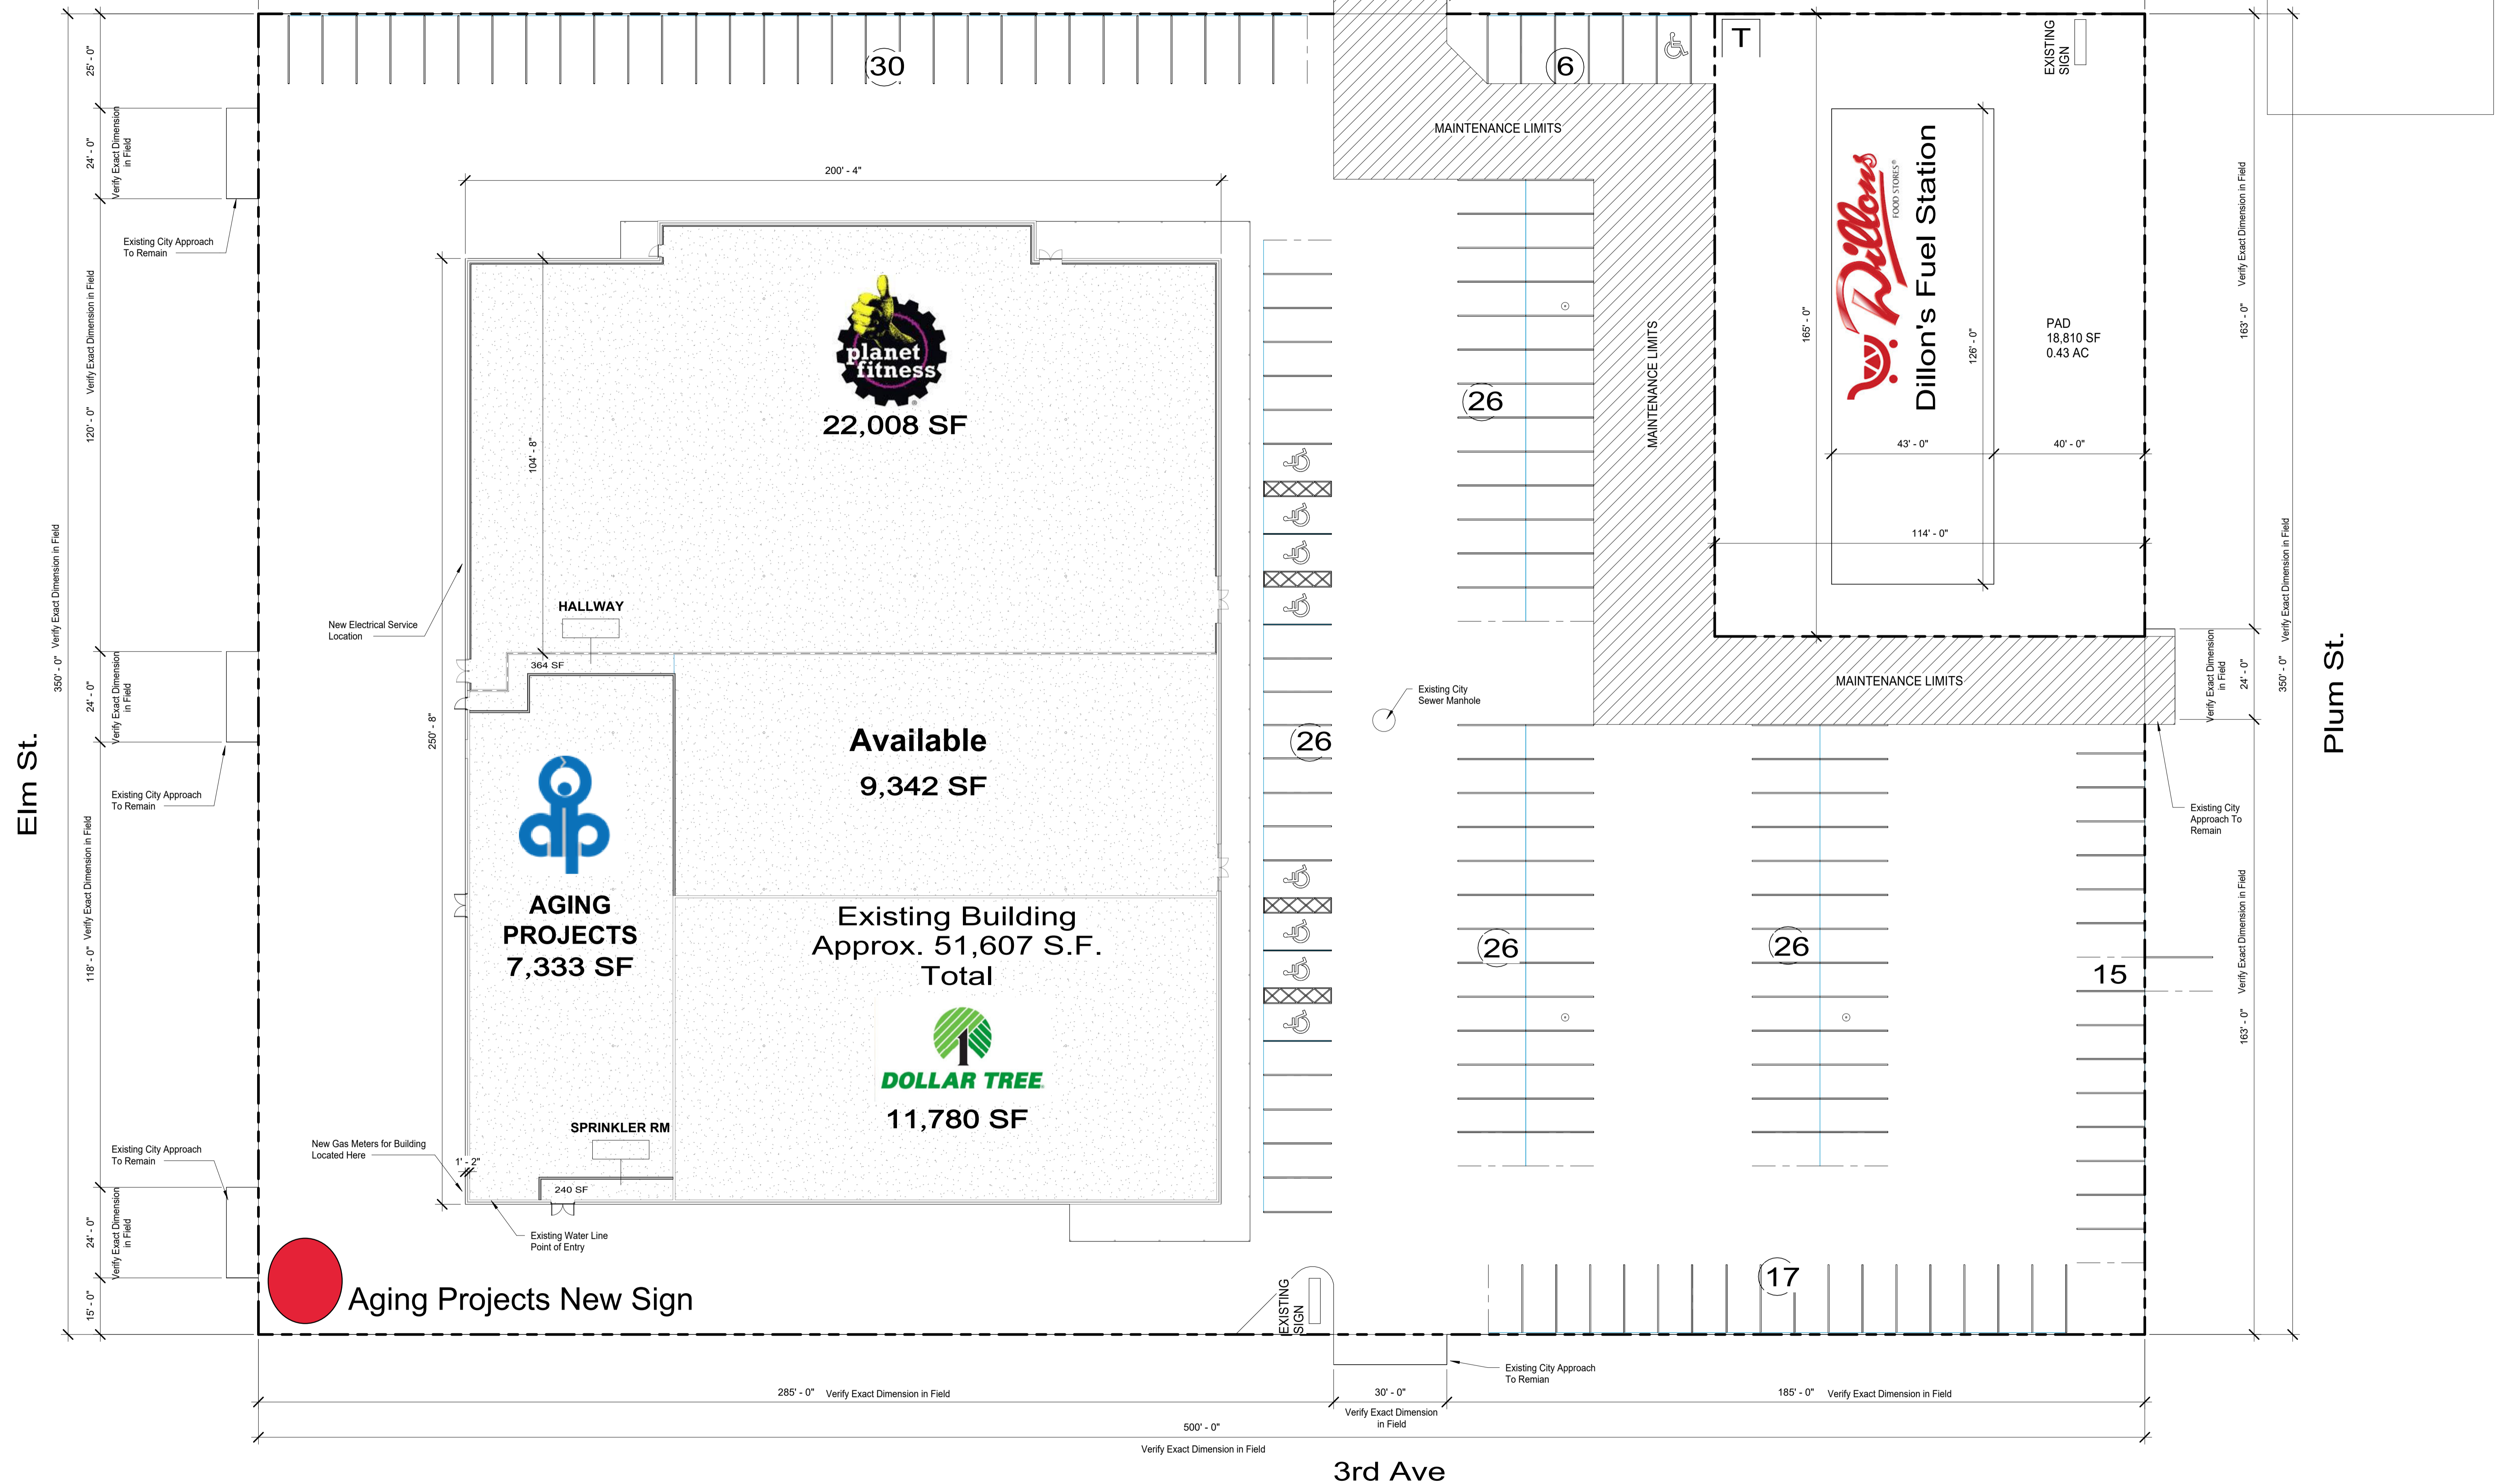 30
6
T
EXISTING
SIGN
25' - 0"
24' - 0"
Verify Exact Dimension
in Field
Existing City Approach
To Remain
120' - 0" Verify Exact Dimension in Field
350' - 0" Verify Exact Dimension in Field
24' - 0"
Verify Exact Dimension
in Field
Existing City Approach
To Remain
118' - 0" Verify Exact Dimension in Field
Existing City Approach
To Remain
24' - 0"
Verify Exact Dimension
in Field
15' - 0"
Elm St.
200' - 4"
planet
fitness
®
22,008 SF
104' - 8"
250' - 8"
HALLWAY
364 SF
New Electrical Service
Location
Available
9,342 SF
AGING
PROJECTS
7,333 SF
Existing Building
Approx. 51,607 S.F.
Total
DOLLAR TREE
11,780 SF
SPRINKLER RM
240 SF
New Gas Meters for Building
Located Here
1' - 2"
Existing Water Line
Point of Entry
Aging Projects New Sign
26
26
26
26
15
17
Existing City
Sewer Manhole
MAINTENANCE LIMITS
MAINTENANCE LIMITS
MAINTENANCE LIMITS
Dillons
FOOD STORES®
Dillon's Fuel Station
165' - 0"
126' - 0"
PAD
18,810 SF
0.43 AC
43' - 0"
40' - 0"
114' - 0"
163' - 0" Verify Exact Dimension in Field
350' - 0" Verify Exact Dimension in Field
24' - 0"
Verify Exact Dimension
in Field
Existing City
Approach To
Remain
163' - 0" Verify Exact Dimension in Field
Plum St.
EXISTING
SIGN
Existing City Approach
To Remian
285' - 0" Verify Exact Dimension in Field
30' - 0"
Verify Exact Dimension
in Field
185' - 0" Verify Exact Dimension in Field
500' - 0"
Verify Exact Dimension in Field
3rd Ave